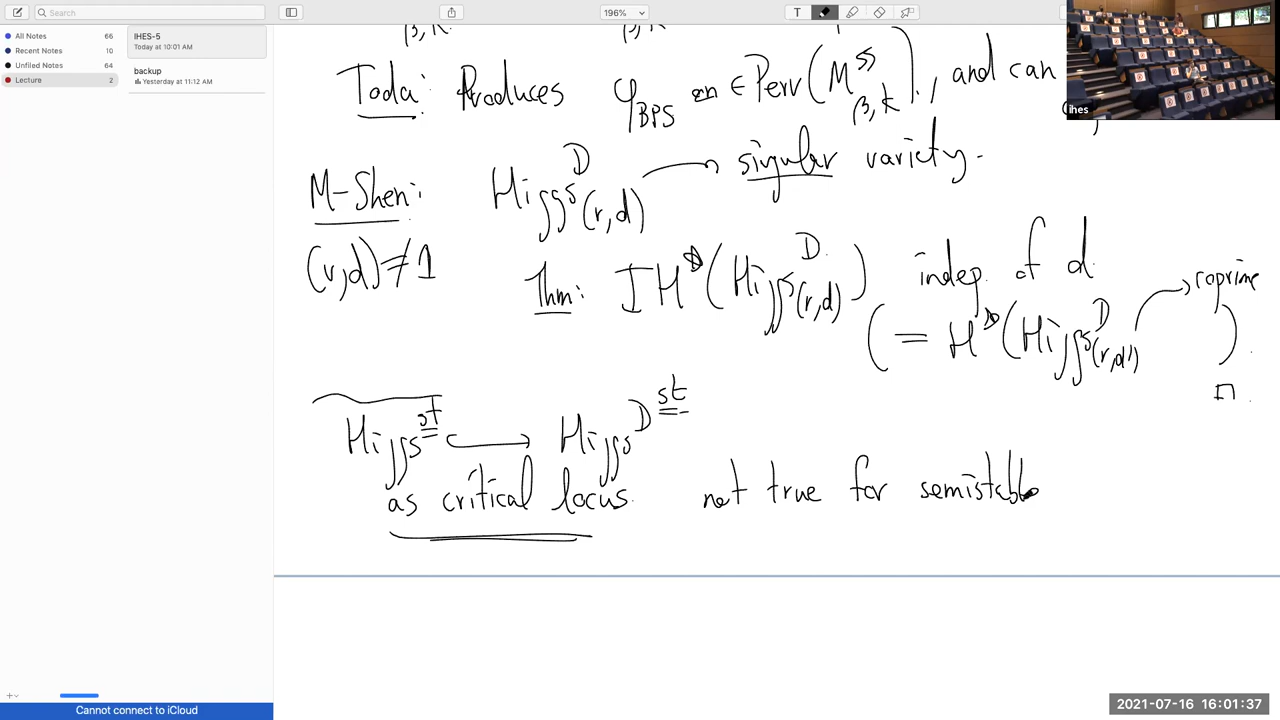 Search
196%
T
All Notes 66
Recent Notes 10
Unfiled Notes 64
Lecture 2
IHES-5
Today at 10:01 AM
backup
Yesterday at 11:12 AM
β, k
Toda: Produces φ_BPS ∈ Perv(M^ss_β,k), and can
M-Shen: Higgs^D_(r,d) → singular variety.
(r,d)≠1
Thm: IH*(Higgs^D_(r,d)) indep. of d
(= H*(Higgs^D_(r,d')) → coprime ).
Higgs^st ↪ Higgs^D st
as critical locus. not true for semistable
ihes
Cannot connect to iCloud
2021-07-16 16:01:37